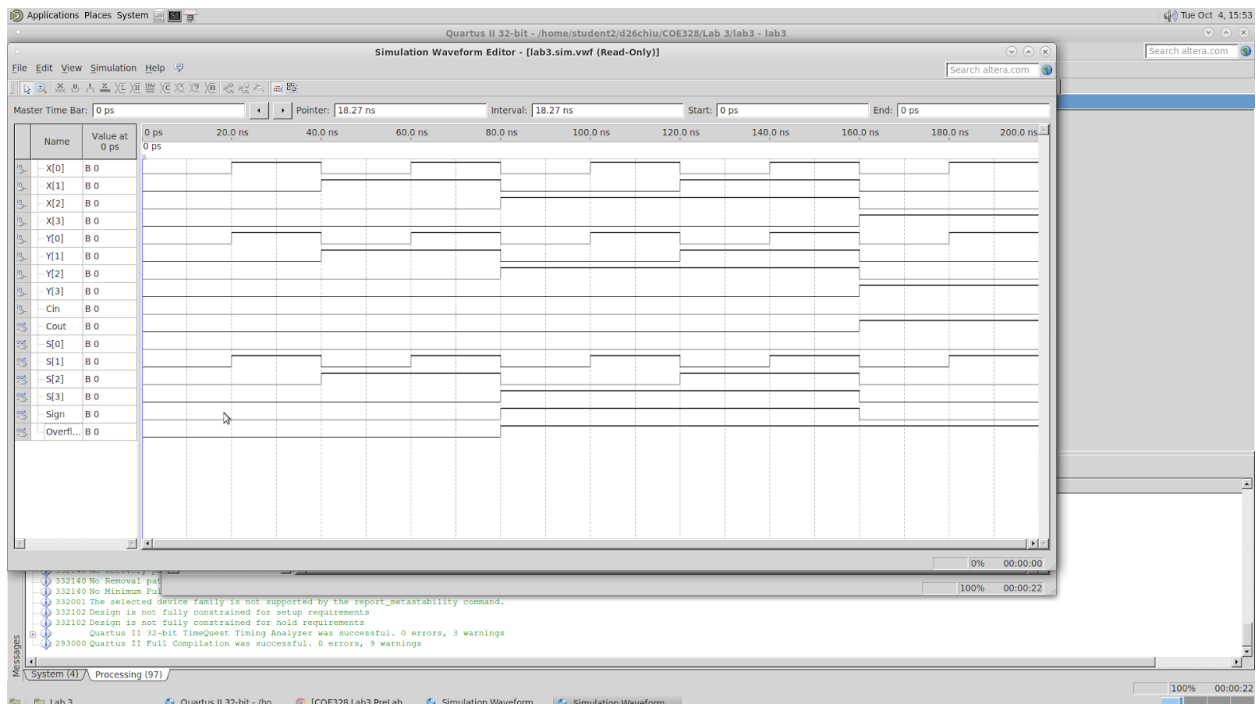 Applications Places System
Tue Oct 4, 15:53
Quartus II 32-bit - /home/student2/d26chiu/COE328/Lab 3/lab3 - lab3
Simulation Waveform Editor - [lab3.sim.vwf (Read-Only)]
Search altera.com
File Edit View Simulation Help
Search altera.com
Master Time Bar: 0 ps Pointer: 18.27 ns Interval: 18.27 ns Start: 0 ps End: 0 ps
Name Value at 0 ps
0 ps 20.0 ns 40.0 ns 60.0 ns 80.0 ns 100.0 ns 120.0 ns 140.0 ns 160.0 ns 180.0 ns 200.0 ns
0 ps
X[0] B 0
X[1] B 0
X[2] B 0
X[3] B 0
Y[0] B 0
Y[1] B 0
Y[2] B 0
Y[3] B 0
Cin B 0
Cout B 0
S[0] B 0
S[1] B 0
S[2] B 0
S[3] B 0
Sign B 0
Overfl... B 0
0% 00:00:00
332140 No Removal pat
332140 No Minimum Pul
100% 00:00:22
332001 The selected device family is not supported by the report_metastability command.
332102 Design is not fully constrained for setup requirements
332102 Design is not fully constrained for hold requirements
Quartus II 32-bit TimeQuest Timing Analyzer was successful. 0 errors, 3 warnings
293000 Quartus II Full Compilation was successful. 0 errors, 9 warnings
Messages
System (4) Processing (97)
100% 00:00:22
Lab 3 Quartus II 32-bit - /ho... [COE328 Lab3 PreLab Simulation Waveform Simulation Waveform